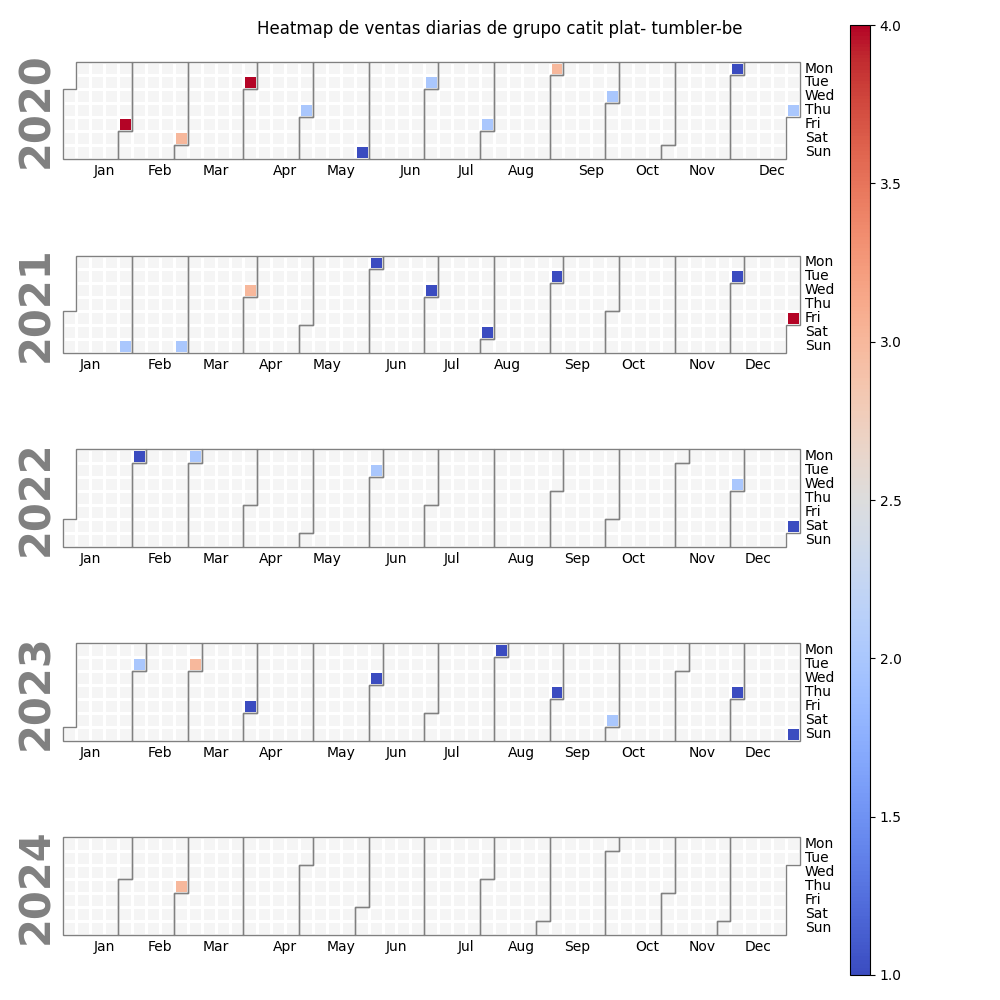 Heatmap de ventas diarias de grupo catit plat- tumbler-be
2020
Mon
Tue
Wed
Thu
Fri
Sat
Sun
Jan Feb Mar Apr May Jun Jul Aug Sep Oct Nov Dec
2021
Mon
Tue
Wed
Thu
Fri
Sat
Sun
Jan Feb Mar Apr May Jun Jul Aug Sep Oct Nov Dec
2022
Mon
Tue
Wed
Thu
Fri
Sat
Sun
Jan Feb Mar Apr May Jun Jul Aug Sep Oct Nov Dec
2023
Mon
Tue
Wed
Thu
Fri
Sat
Sun
Jan Feb Mar Apr May Jun Jul Aug Sep Oct Nov Dec
2024
Mon
Tue
Wed
Thu
Fri
Sat
Sun
Jan Feb Mar Apr May Jun Jul Aug Sep Oct Nov Dec
4.0
3.5
3.0
2.5
2.0
1.5
1.0